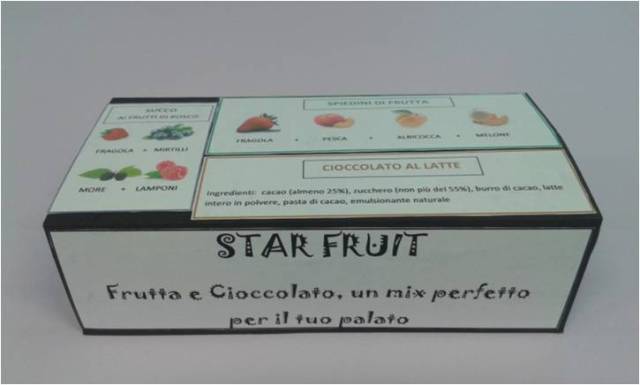 SUCCO
AI FRUTTI DI BOSCO
FRAGOLA • MIRTILLI
MORE • LAMPONI
SPIEDINI DI FRUTTA
FRAGOLA • PESCA • ALBICOCCA • MELONE
CIOCCOLATO AL LATTE
Ingredienti: cacao (almeno 25%), zucchero (non più del 55%), burro di cacao, latte
intero in polvere, pasta di cacao, emulsionante naturale
STAR FRUIT
Frutta e Cioccolato, un mix perfetto
per il tuo palato